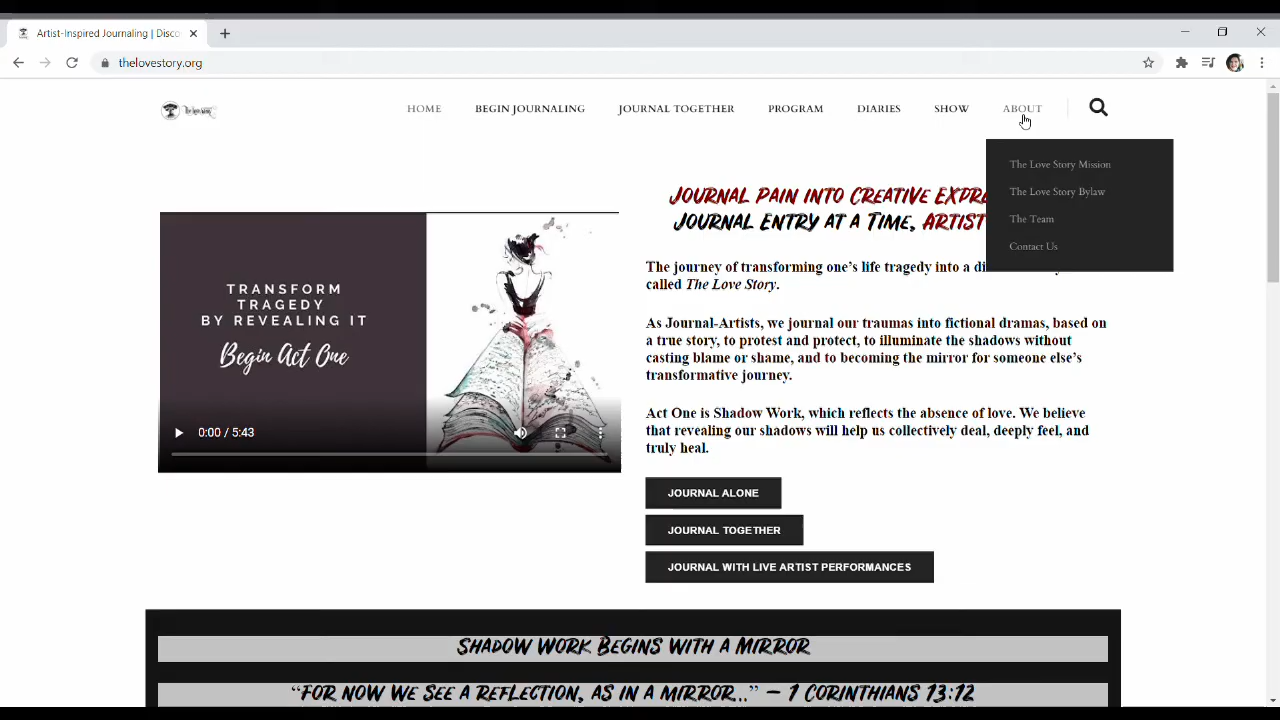 Artist-Inspired Journaling | Disco
thelovestory.org
The Love Story
HOME BEGIN JOURNALING JOURNAL TOGETHER PROGRAM DIARIES SHOW ABOUT
The Love Story Mission
The Love Story Bylaw
The Team
Contact Us
JOURNAL PAIN INTO CREATIVE EXPRE
JOURNAL ENTRY AT A TIME, ARTIST
TRANSFORM
TRAGEDY
BY REVEALING IT
Begin Act One
0:00 / 5:43
The journey of transforming one's life tragedy into a di
called The Love Story.
As Journal-Artists, we journal our traumas into fictional dramas, based on
a true story, to protest and protect, to illuminate the shadows without
casting blame or shame, and to becoming the mirror for someone else's
transformative journey.
Act One is Shadow Work, which reflects the absence of love. We believe
that revealing our shadows will help us collectively deal, deeply feel, and
truly heal.
JOURNAL ALONE
JOURNAL TOGETHER
JOURNAL WITH LIVE ARTIST PERFORMANCES
SHADOW WORK BEGINS WITH A MIRROR
“FOR NOW WE SEE A REFLECTION, AS IN A MIRROR...” – 1 CORINTHIANS 13:12